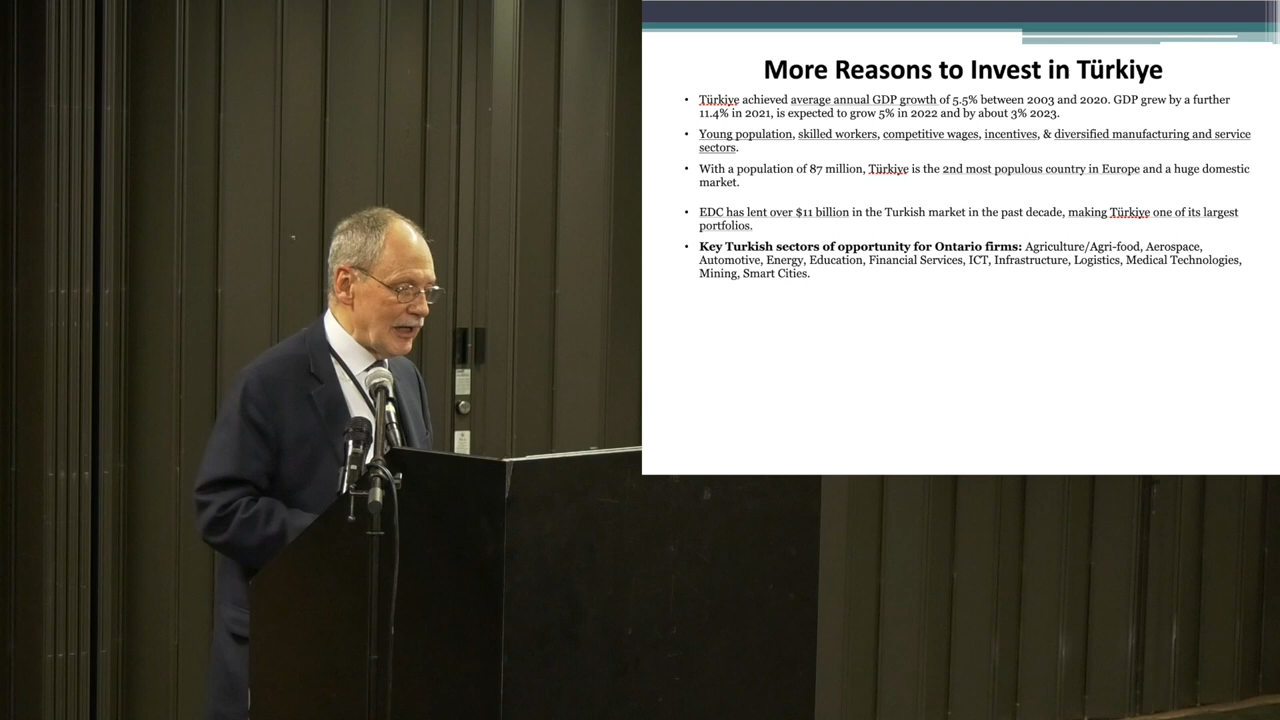 More Reasons to Invest in Türkiye
• Türkiye achieved average annual GDP growth of 5.5% between 2003 and 2020. GDP grew by a further
11.4% in 2021, is expected to grow 5% in 2022 and by about 3% 2023.
• Young population, skilled workers, competitive wages, incentives, & diversified manufacturing and service
sectors.
• With a population of 87 million, Türkiye is the 2nd most populous country in Europe and a huge domestic
market.
• EDC has lent over $11 billion in the Turkish market in the past decade, making Türkiye one of its largest
portfolios.
• Key Turkish sectors of opportunity for Ontario firms: Agriculture/Agri-food, Aerospace,
Automotive, Energy, Education, Financial Services, ICT, Infrastructure, Logistics, Medical Technologies,
Mining, Smart Cities.